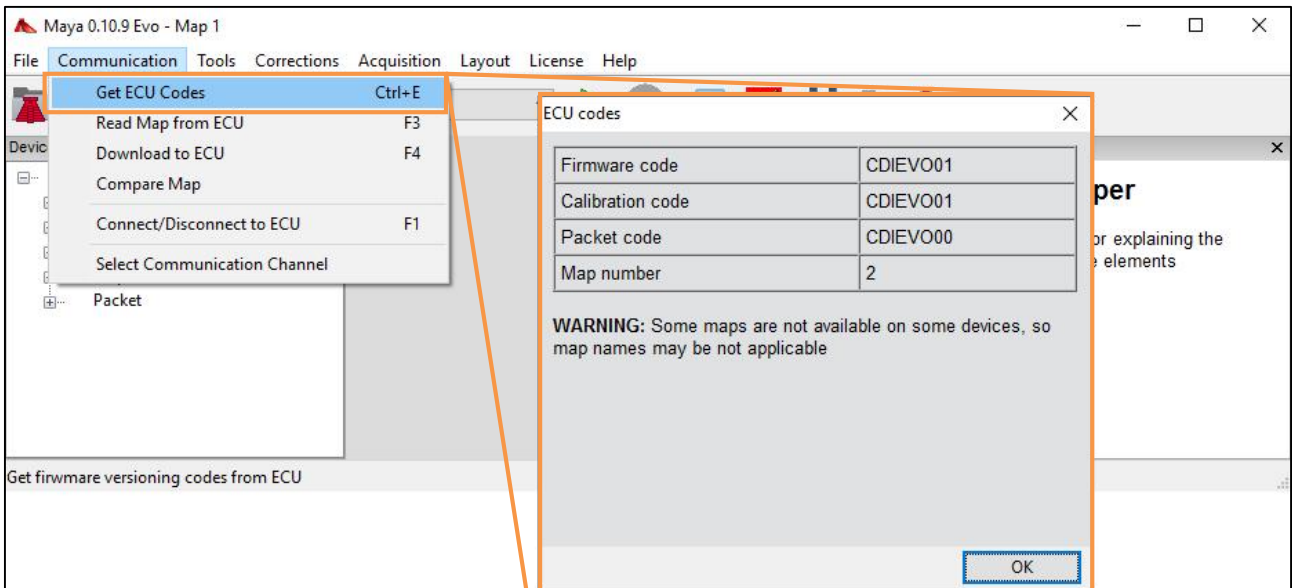 Maya 0.10.9 Evo - Map 1
File Communication Tools Corrections Acquisition Layout License Help
Get ECU Codes Ctrl+E
Read Map from ECU F3
Download to ECU F4
Compare Map
Connect/Disconnect to ECU F1
Select Communication Channel
Devic
Packet
ECU codes
Firmware code CDIEVO01
Calibration code CDIEVO01
Packet code CDIEVO00
Map number 2
WARNING: Some maps are not available on some devices, so
map names may be not applicable
OK
per
or explaining the
elements
Get firwmare versioning codes from ECU